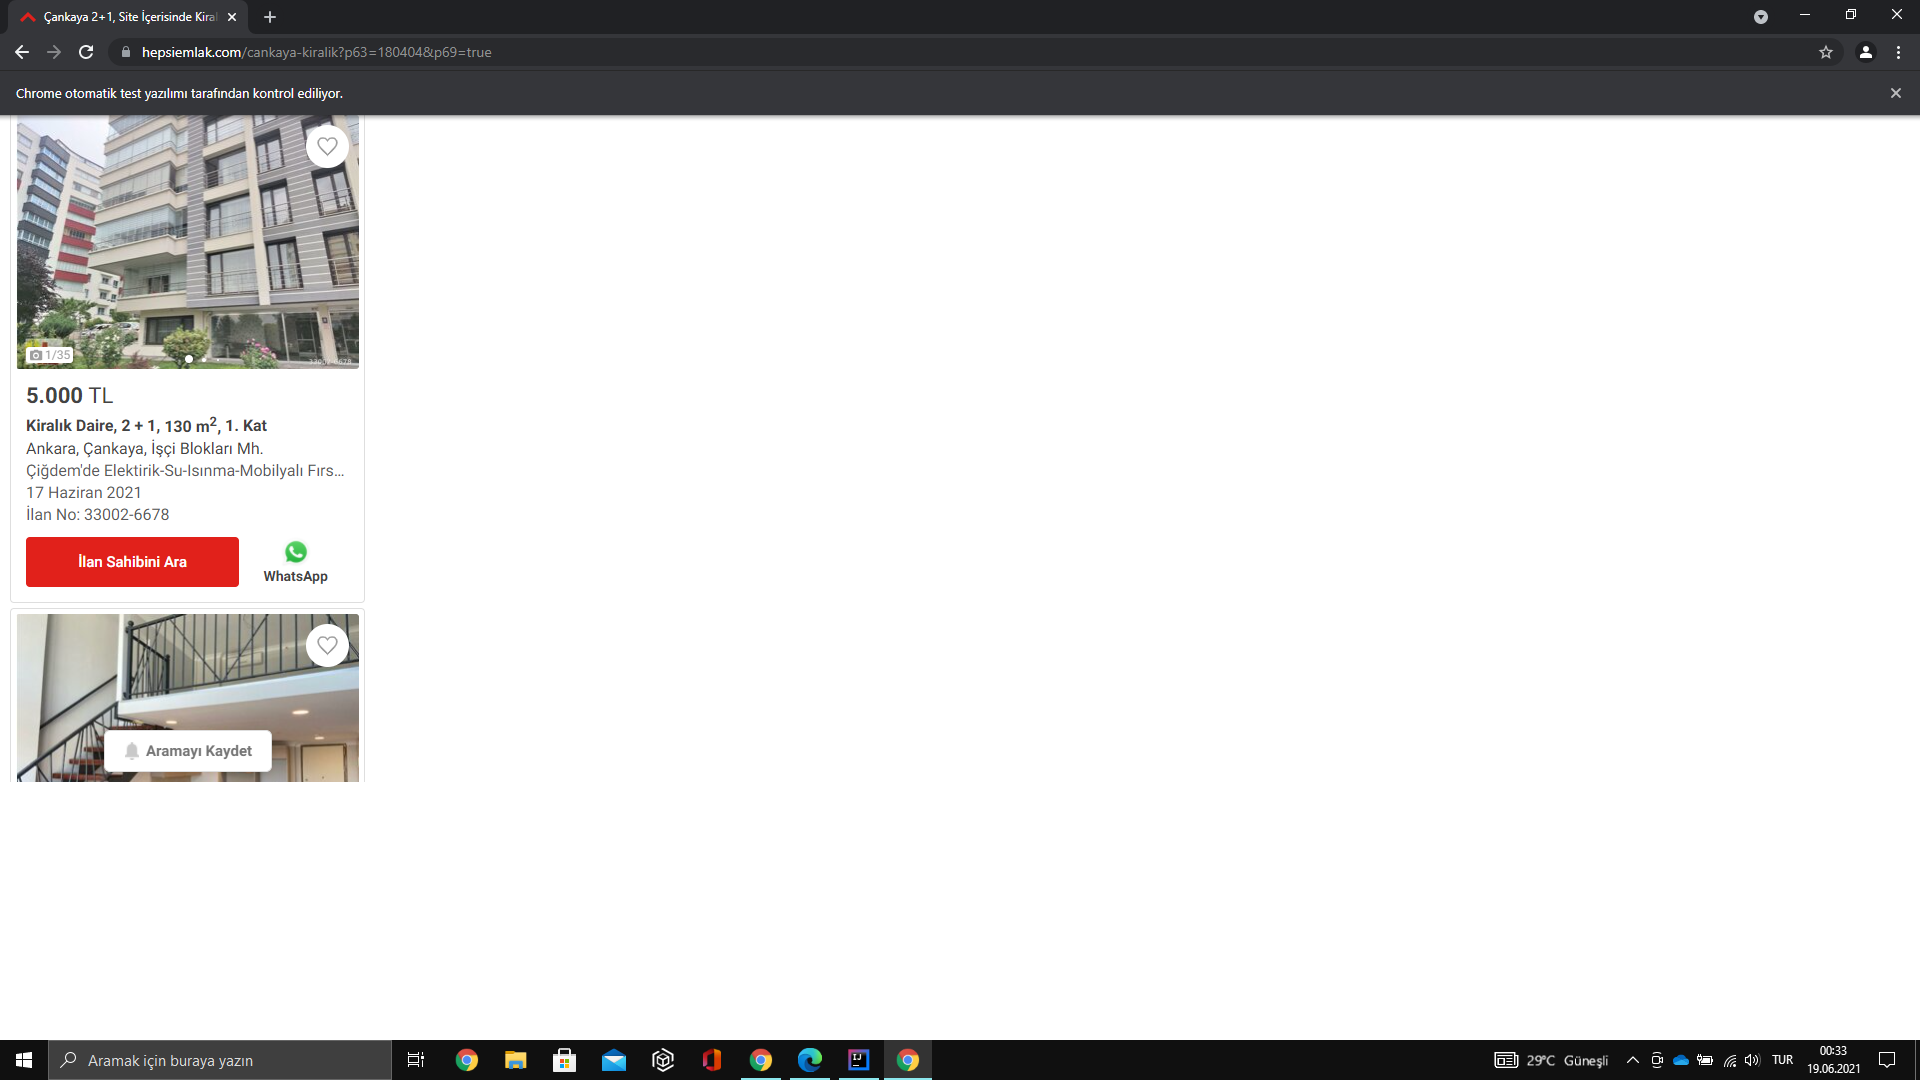 Çankaya 2+1, Site İçerisinde Kiral
hepsiemlak.com/cankaya-kiralik?p63=180404&p69=true
Chrome otomatik test yazılımı tarafından kontrol ediliyor.
1/35
33002-6678
5.000 TL
Kiralık Daire, 2 + 1, 130 m², 1. Kat
Ankara, Çankaya, İşçi Blokları Mh.
Çiğdem'de Elektirik-Su-Isınma-Mobilyalı Fırs...
17 Haziran 2021
İlan No: 33002-6678
İlan Sahibini Ara
WhatsApp
Aramayı Kaydet
Aramak için buraya yazın
29°C Güneşli
TUR
00:33
19.06.2021